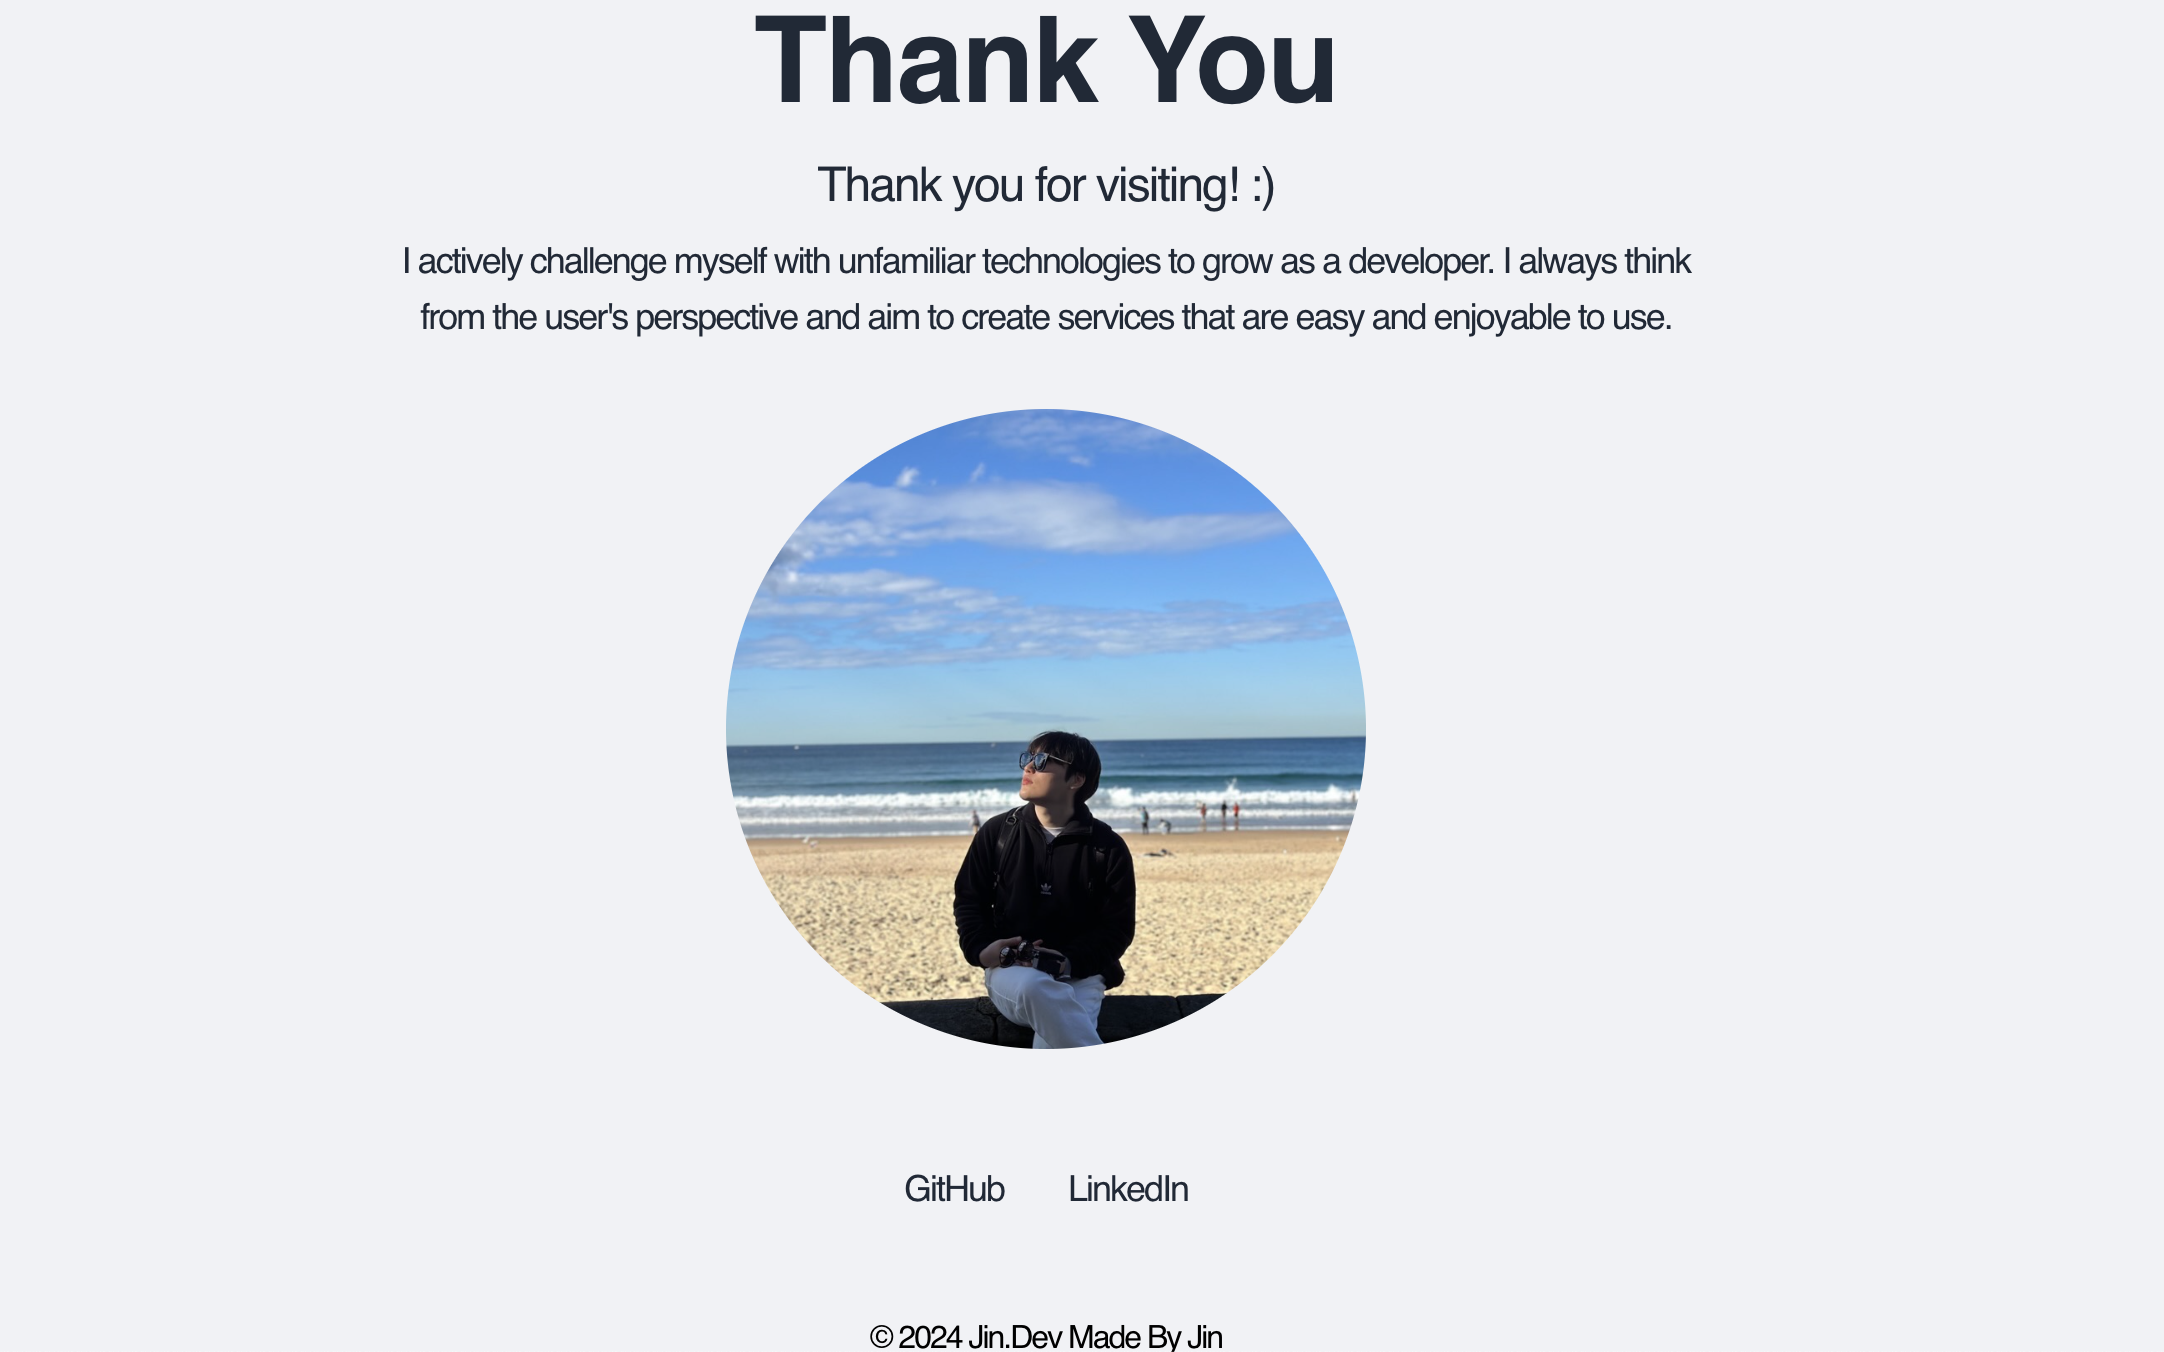 Thank You
Thank you for visiting! :)
I actively challenge myself with unfamiliar technologies to grow as a developer. I always think
from the user's perspective and aim to create services that are easy and enjoyable to use.
GitHub LinkedIn
© 2024 Jin.Dev Made By Jin